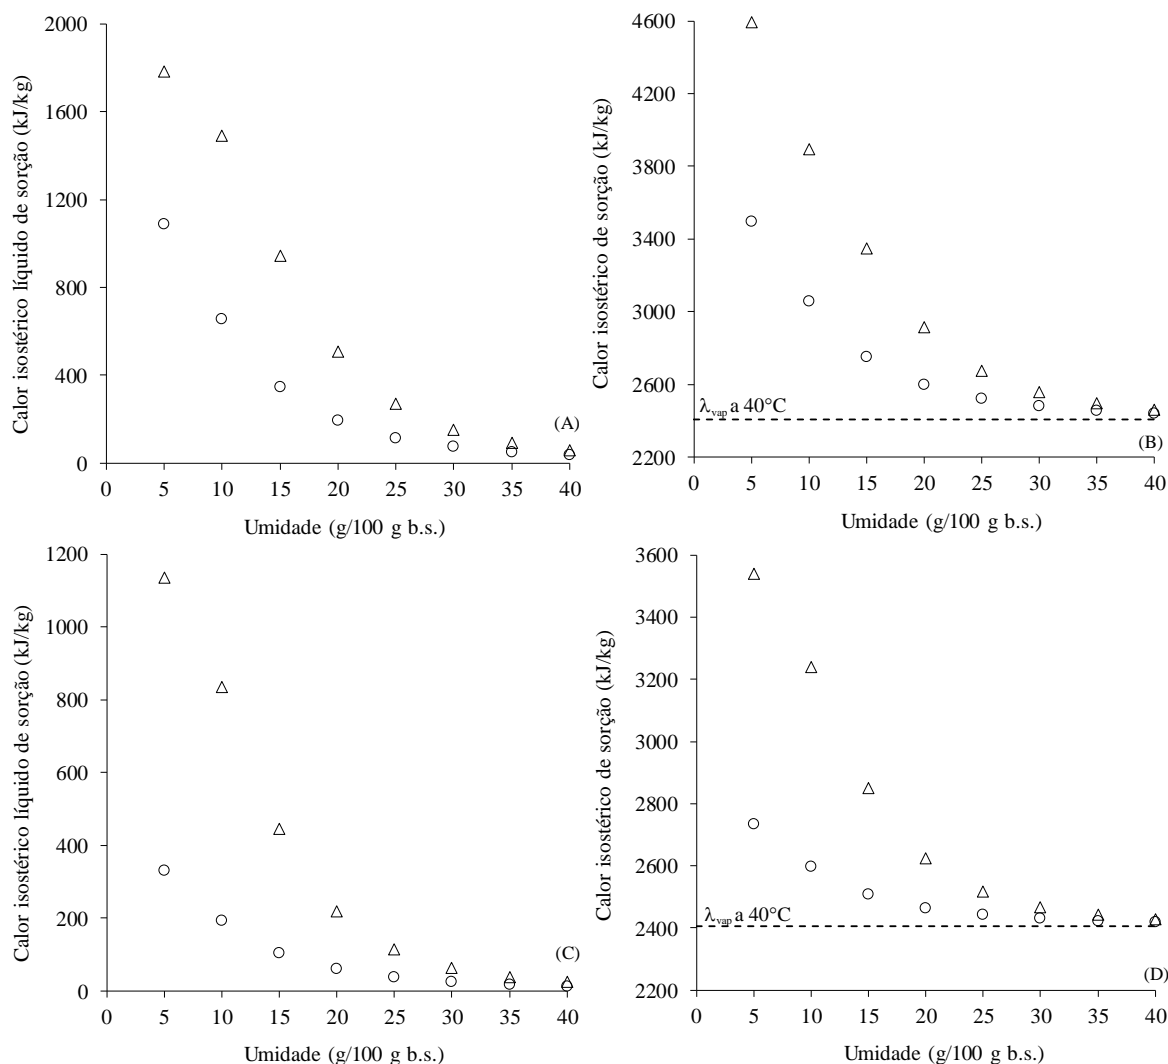 Calor isostérico líquido de sorção (kJ/kg)
2000
1600
1200
800
400
0
0 5 10 15 20 25 30 35 40
Umidade (g/100 g b.s.)
(A)
Calor isostérico de sorção (kJ/kg)
4600
4200
3800
3400
3000
2600
2200
λvap a 40°C
0 5 10 15 20 25 30 35 40
Umidade (g/100 g b.s.)
(B)
Calor isostérico líquido de sorção (kJ/kg)
1200
1000
800
600
400
200
0
0 5 10 15 20 25 30 35 40
Umidade (g/100 g b.s.)
(C)
Calor isostérico de sorção (kJ/kg)
3600
3400
3200
3000
2800
2600
2400
2200
λvap a 40°C
0 5 10 15 20 25 30 35 40
Umidade (g/100 g b.s.)
(D)